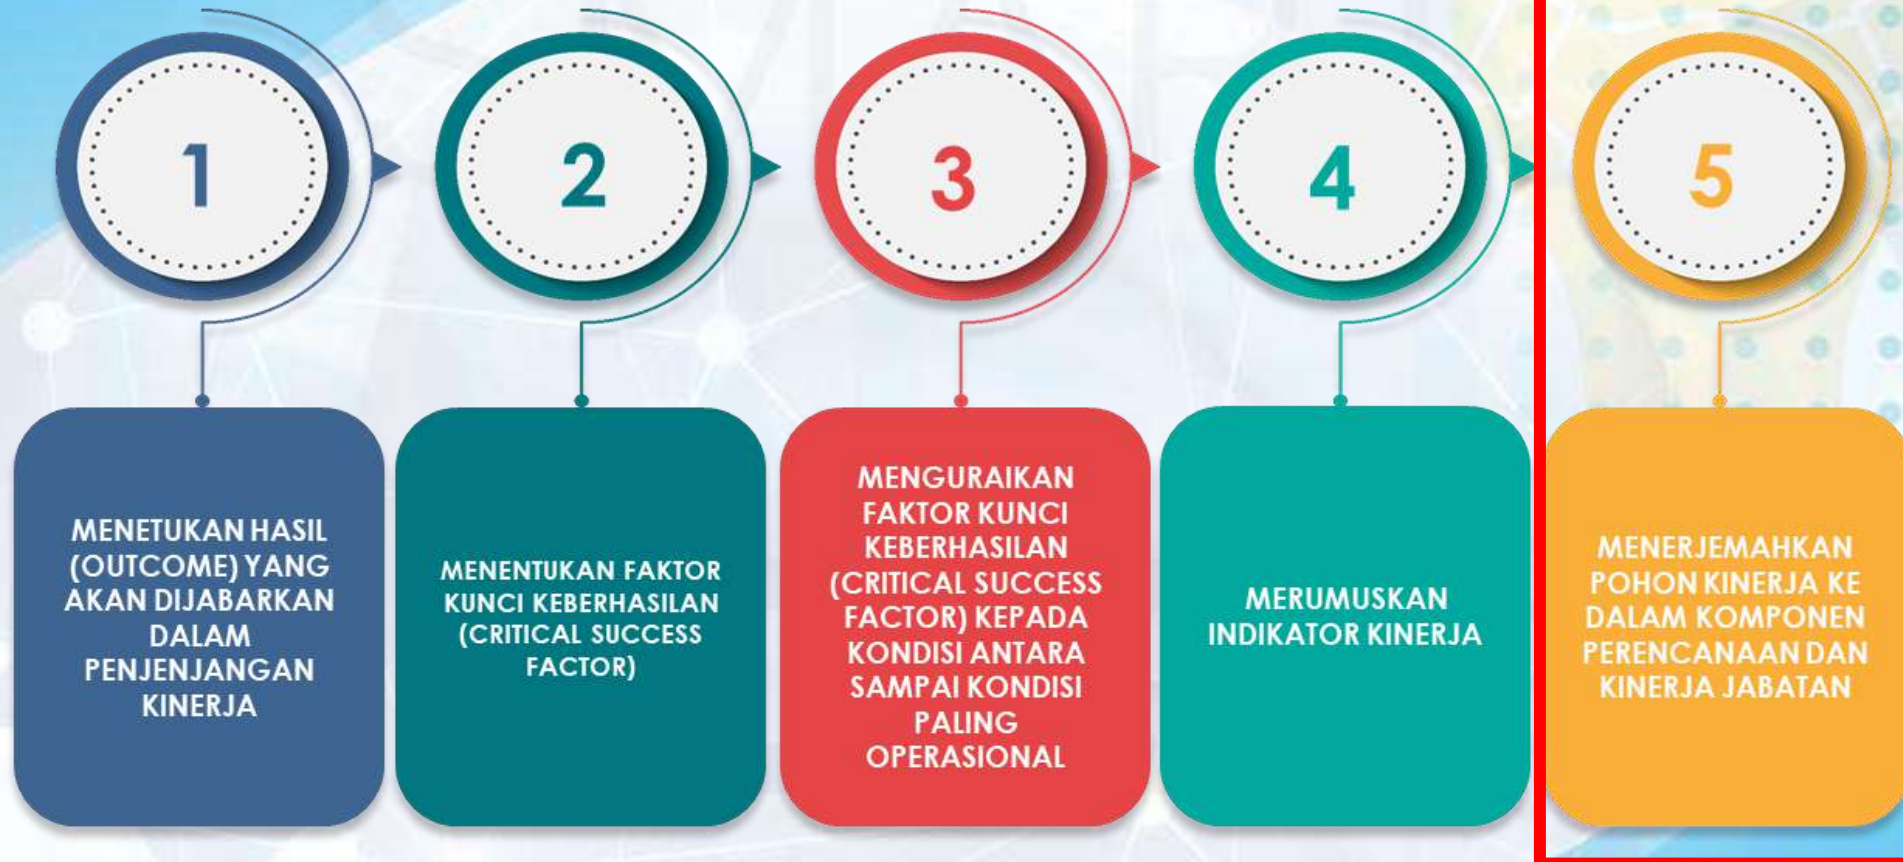 1
2
3
4
5
MENETUKAN HASIL
(OUTCOME) YANG
AKAN DIJABARKAN
DALAM
PENJENJANGAN
KINERJA
MENENTUKAN FAKTOR
KUNCI KEBERHASILAN
(CRITICAL SUCCESS
FACTOR)
MENGURAIKAN
FAKTOR KUNCI
KEBERHASILAN
(CRITICAL SUCCESS
FACTOR) KEPADA
KONDISI ANTARA
SAMPAI KONDISI
PALING
OPERASIONAL
MERUMUSKAN
INDIKATOR KINERJA
MENERJEMAHKAN
POHON KINERJA KE
DALAM KOMPONEN
PERENCANAAN DAN
KINERJA JABATAN